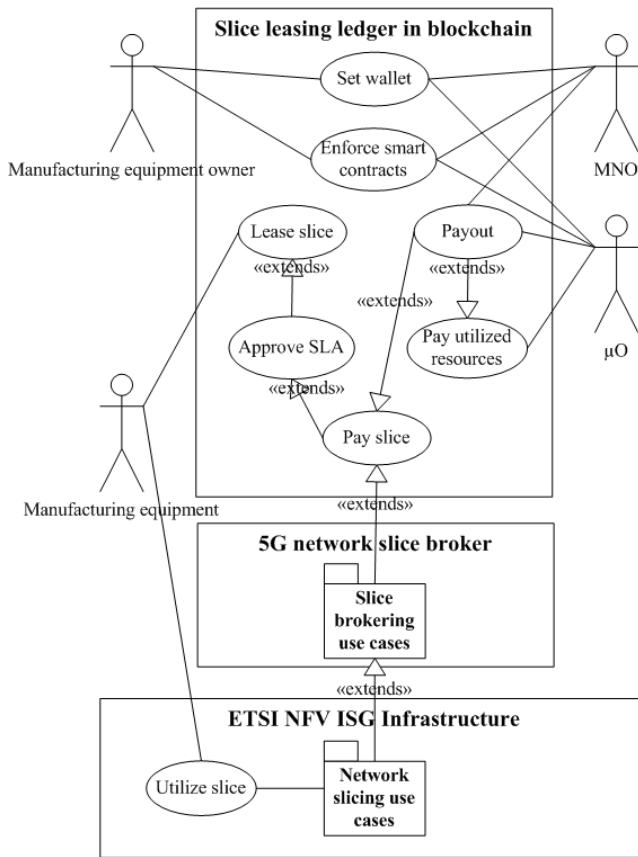 Slice leasing ledger in blockchain
Set wallet
Manufacturing equipment owner
Enforce smart
contracts
MNO
Lease slice
Payout
«extends»
«extends»
«extends»
Approve SLA
Pay utilized
resources
µO
«extends»
Pay slice
Manufacturing equipment
«extends»
5G network slice broker
Slice
brokering
use cases
«extends»
ETSI NFV ISG Infrastructure
Utilize slice
Network
slicing use
cases